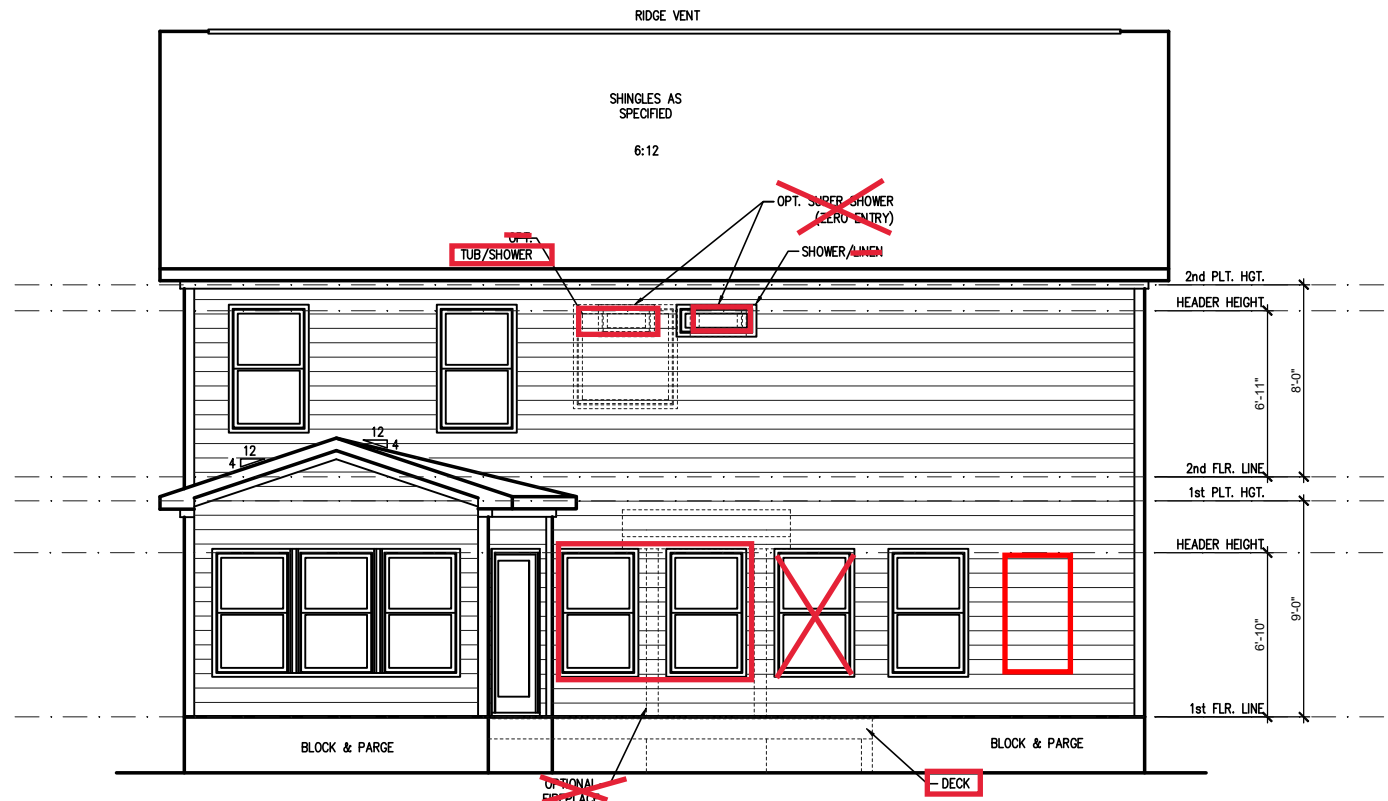 RIDGE VENT
SHINGLES AS
SPECIFIED
6:12
OPT. SUPER SHOWER
(ZERO ENTRY)
OPT.
TUB/SHOWER
SHOWER/LINEN
2nd PLT. HGT.
HEADER HEIGHT
6'-11"
8'-0"
12
4
12
4
2nd FLR. LINE
1st PLT. HGT.
HEADER HEIGHT
6'-10"
9'-0"
1st FLR. LINE
BLOCK & PARGE
BLOCK & PARGE
OPTIONAL
FIREPLACE
DECK